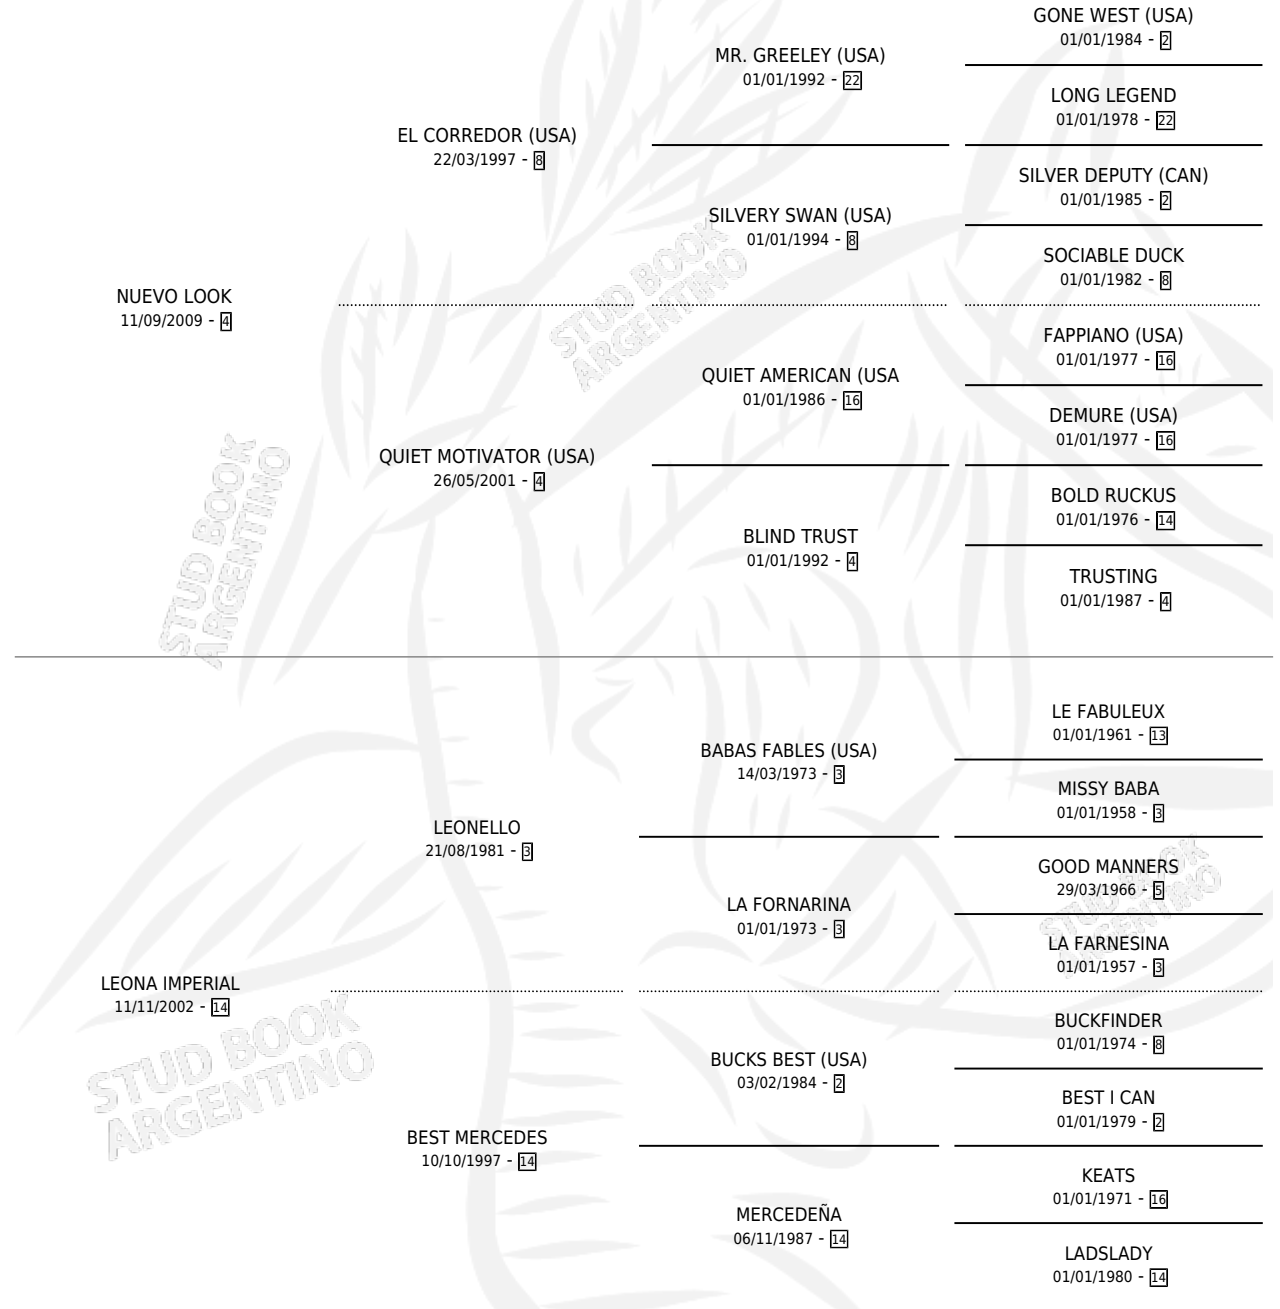 GONE WEST (USA)
01/01/1984 - 2
MR. GREELEY (USA)
01/01/1992 - 22
LONG LEGEND
01/01/1978 - 22
EL CORREDOR (USA)
22/03/1997 - 8
SILVER DEPUTY (CAN)
01/01/1985 - 2
SILVERY SWAN (USA)
01/01/1994 - 8
SOCIABLE DUCK
01/01/1982 - 8
NUEVO LOOK
11/09/2009 - 4
STUD BOOK
ARGENTINO
FAPPIANO (USA)
01/01/1977 - 16
QUIET AMERICAN (USA
01/01/1986 - 16
DEMURE (USA)
01/01/1977 - 16
QUIET MOTIVATOR (USA)
26/05/2001 - 4
BOLD RUCKUS
01/01/1976 - 14
BLIND TRUST
01/01/1992 - 4
TRUSTING
01/01/1987 - 4
STUD BOOK
ARGENTINO
LE FABULEUX
01/01/1961 - 13
BABAS FABLES (USA)
14/03/1973 - 3
MISSY BABA
01/01/1958 - 3
LEONELLO
21/08/1981 - 3
GOOD MANNERS
29/03/1966 - 5
LA FORNARINA
01/01/1973 - 3
STUD BOOK
ARGENTINO
LA FARNESINA
01/01/1957 - 3
LEONA IMPERIAL
11/11/2002 - 14
STUD BOOK
ARGENTINO
BUCKFINDER
01/01/1974 - 8
BUCKS BEST (USA)
03/02/1984 - 2
BEST I CAN
01/01/1979 - 2
BEST MERCEDES
10/10/1997 - 14
KEATS
01/01/1971 - 16
MERCEDEÑA
06/11/1987 - 14
LADSLADY
01/01/1980 - 14